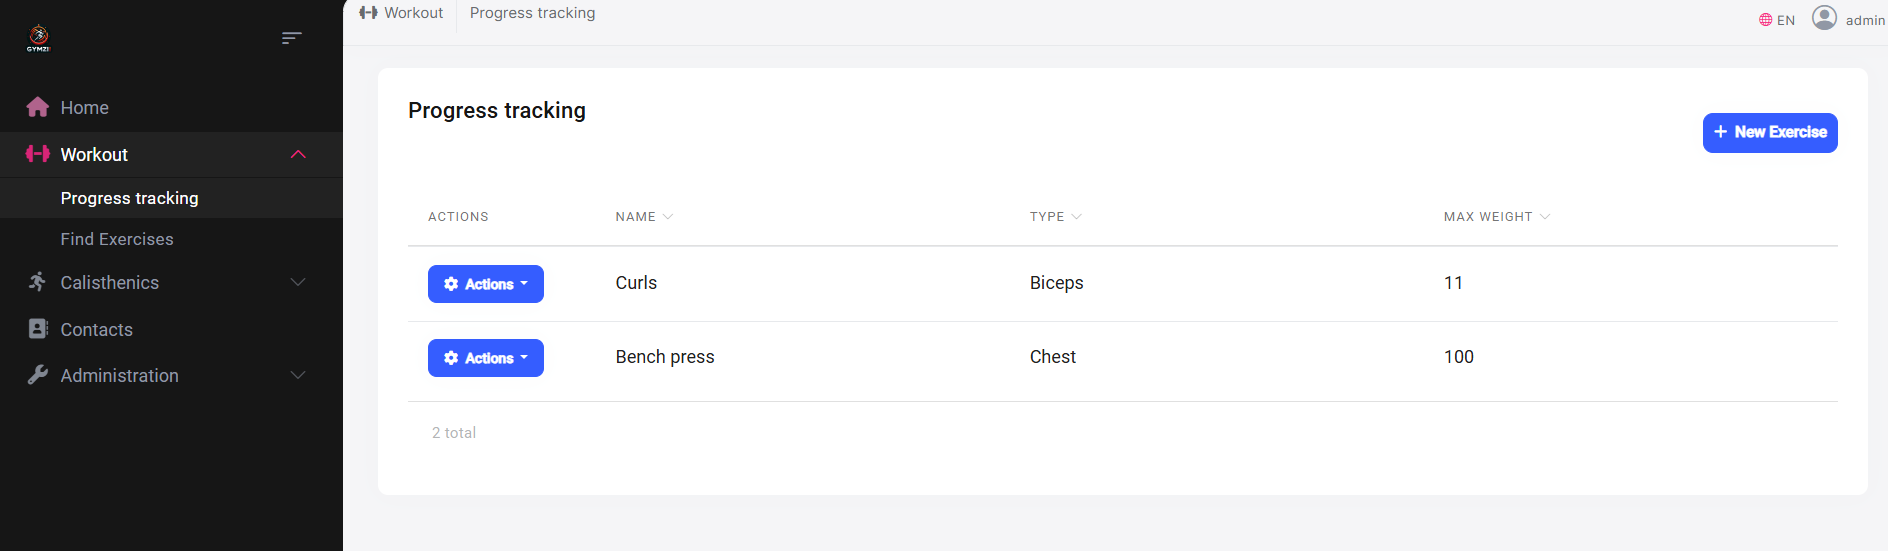 GYMZI
Home
Workout
Progress tracking
Find Exercises
Calisthenics
Contacts
Administration
Workout
Progress tracking
EN
admin
Progress tracking
+ New Exercise
ACTIONS NAME TYPE MAX WEIGHT
Actions Curls Biceps 11
Actions Bench press Chest 100
2 total